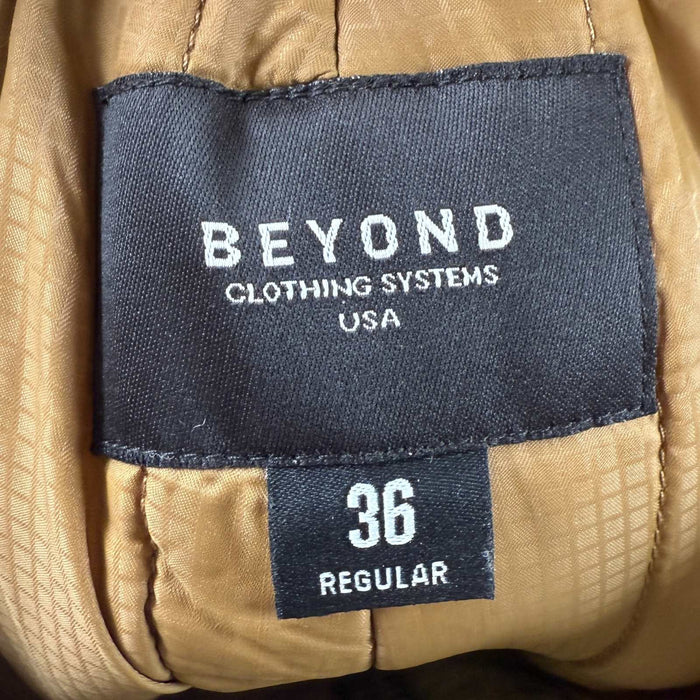 BEYOND
CLOTHING SYSTEMS
USA
36
REGULAR